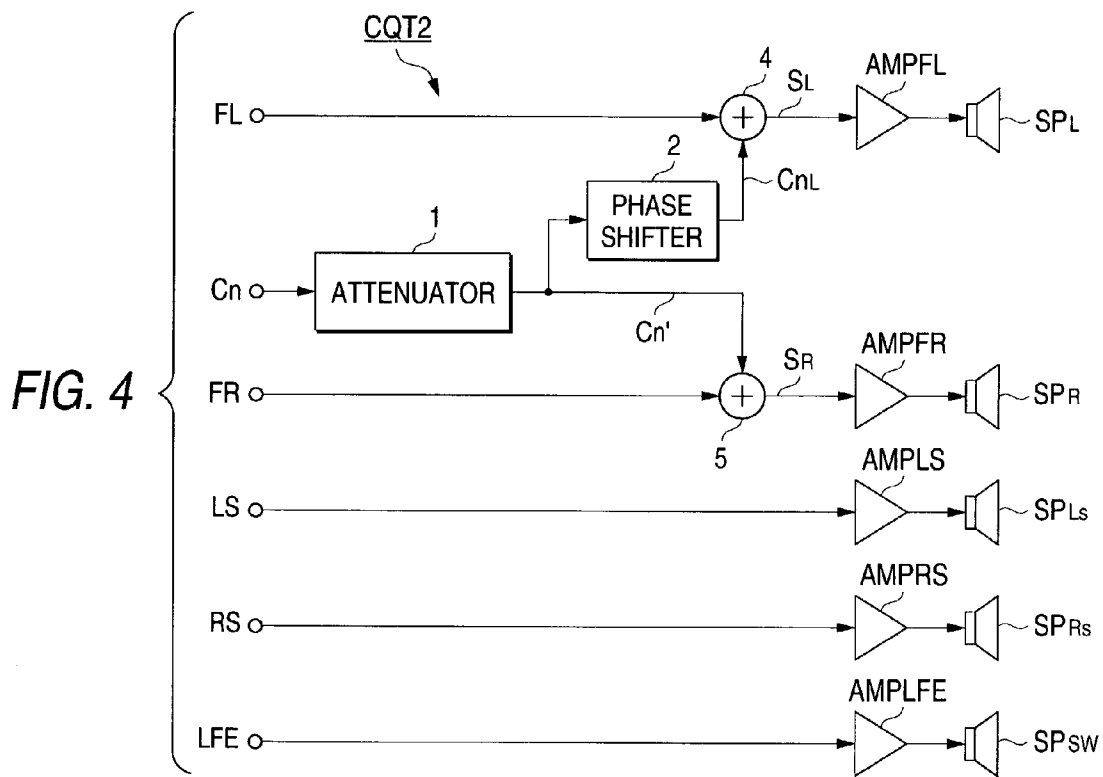 CQT2
FL
4
SL
AMPFL
SPL
2
PHASE
SHIFTER
CnL
1
Cn
ATTENUATOR
Cn'
FIG. 4
FR
5
SR
AMPFR
SPR
LS
AMPLS
SPLs
RS
AMPRS
SPRs
LFE
AMPLFE
SPSW